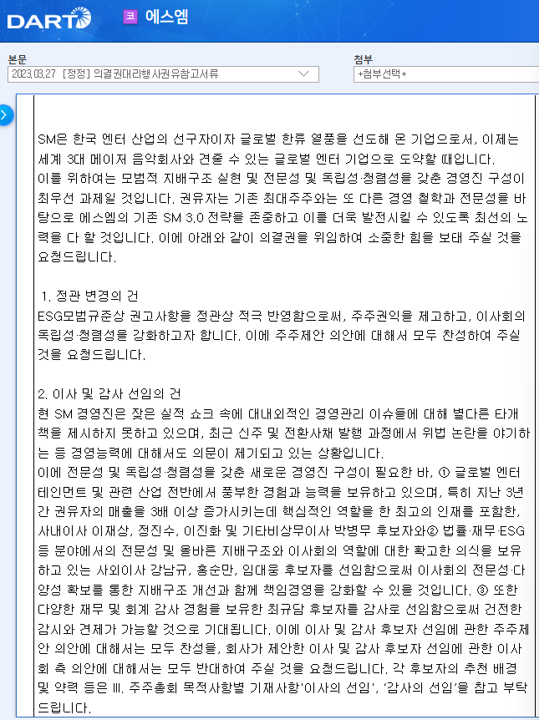 DART 코 에스엠
본문
첨부
2023.03.27 [정정] 의결권대리행사권유참고서류
+첨부선택+
SM은 한국 엔터 산업의 선구자이자 글로벌 한류 열풍을 선도해 온 기업으로서, 이제는
세계 3대 메이저 음악회사와 견줄 수 있는 글로벌 엔터 기업으로 도약할 때입니다.
이를 위하여는 모범적 지배구조 실현 및 전문성 및 독립성·청렴성을 갖춘 경영진 구성이
최우선 과제일 것입니다. 권유자는 기존 최대주주와는 또 다른 경영 철학과 전문성을 바
탕으로 에스엠의 기존 SM 3.0 전략을 존중하고 이를 더욱 발전시킬 수 있도록 최선의 노
력을 다 할 것입니다. 이에 아래와 같이 의결권을 위임하여 소중한 힘을 보태 주실 것을
요청드립니다.
1. 정관 변경의 건
ESG모범규준상 권고사항을 정관상 적극 반영함으로써, 주주권익을 제고하고, 이사회의
독립성·청렴성을 강화하고자 합니다. 이에 주주제안 의안에 대해서 모두 찬성하여 주실
것을 요청드립니다.
2. 이사 및 감사 선임의 건
현 SM 경영진은 잦은 실적 쇼크 속에 대내외적인 경영관리 이슈들에 대해 별다른 타개
책을 제시하지 못하고 있으며, 최근 신주 및 전환사채 발행 과정에서 위법 논란을 야기하
는 등 경영능력에 대해서도 의문이 제기되고 있는 상황입니다.
이에 전문성 및 독립성·청렴성을 갖춘 새로운 경영진 구성이 필요한 바, ① 글로벌 엔터
테인먼트 및 관련 산업 전반에서 풍부한 경험과 능력을 보유하고 있으며, 특히 지난 3년
간 권유자의 매출을 3배 이상 증가시키는데 핵심적인 역할을 한 최고의 인재를 포함한,
사내이사 이재상, 정진수, 이진화 및 기타비상무이사 박병무 후보자와② 법률·재무·ESG
등 분야에서의 전문성 및 올바른 지배구조와 이사회의 역할에 대한 확고한 의식을 보유
하고 있는 사외이사 강남규, 홍순만, 임대웅 후보자를 선임함으로써 이사회의 전문성·다
양성 확보를 통한 지배구조 개선과 함께 책임경영을 강화할 수 있을 것입니다. ③ 또한
다양한 재무 및 회계 감사 경험을 보유한 최규담 후보자를 감사로 선임함으로써 건전한
감시와 견제가 가능할 것으로 기대됩니다. 이에 이사 및 감사 후보자 선임에 관한 주주제
안 의안에 대해서는 모두 찬성을, 회사가 제안한 이사 및 감사 후보자 선임에 관한 이사
회 측 의안에 대해서는 모두 반대하여 주실 것을 요청드립니다. 각 후보자의 추천 배경
및 약력 등은 III. 주주총회 목적사항별 기재사항'이사의 선임', '감사의 선임'을 참고 부탁
드립니다.